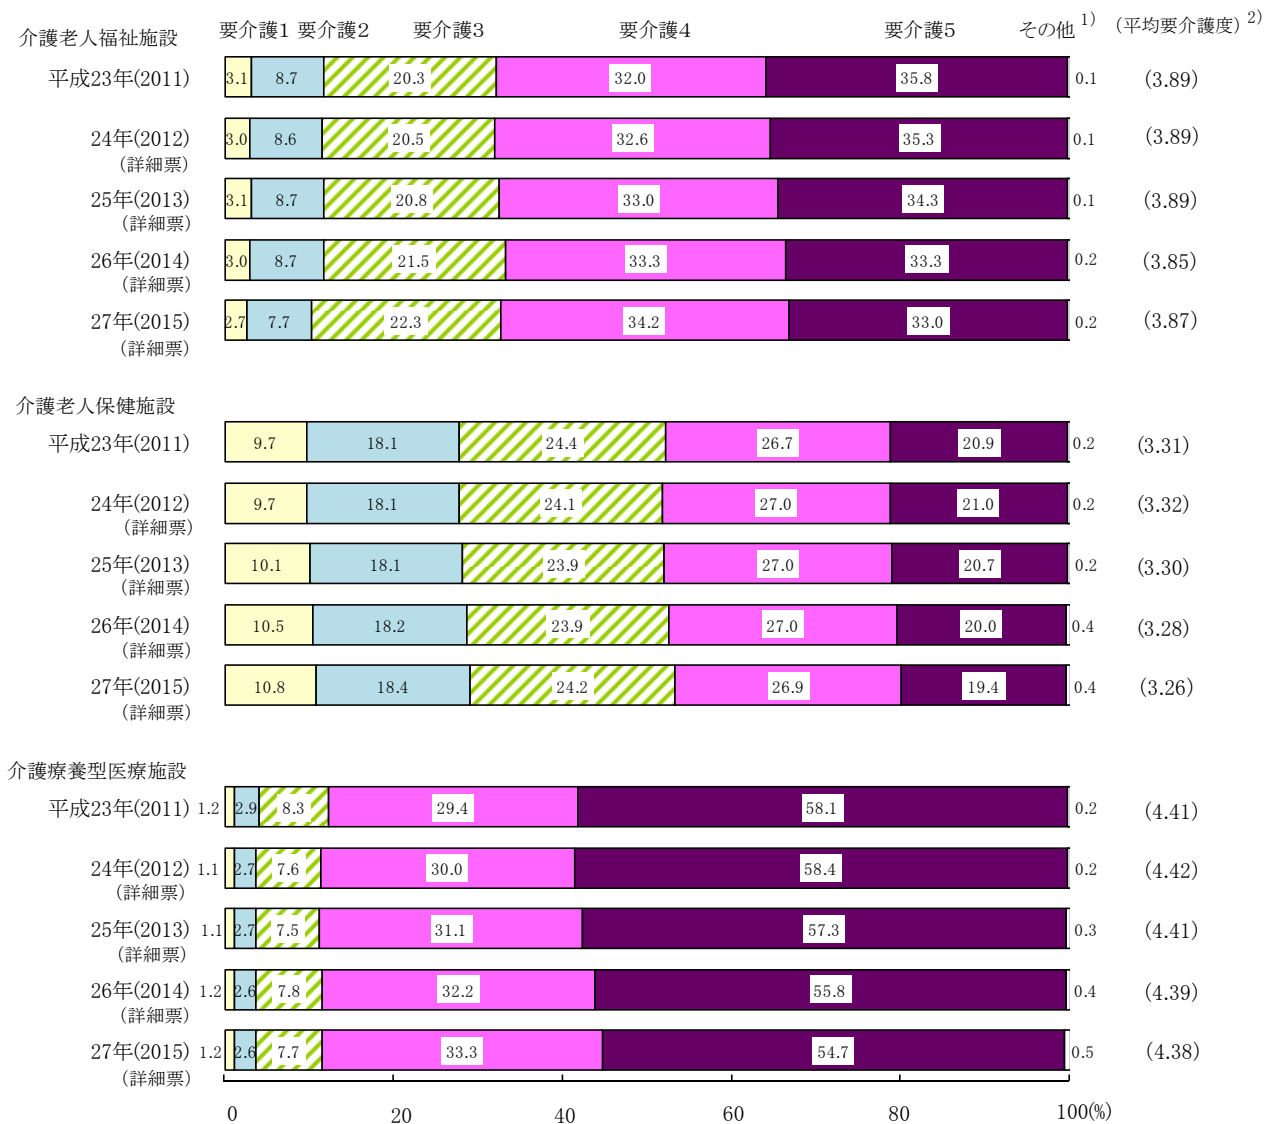 介護老人福祉施設 要介護1 要介護2 要介護3 要介護4 要介護5 その他 1) (平均要介護度) 2)
平成23年(2011) 3.1 8.7 20.3 32.0 35.8 0.1 (3.89)
24年(2012) 3.0 8.6 20.5 32.6 35.3 0.1 (3.89)
(詳細票)
25年(2013) 3.1 8.7 20.8 33.0 34.3 0.1 (3.89)
(詳細票)
26年(2014) 3.0 8.7 21.5 33.3 33.3 0.2 (3.85)
(詳細票)
27年(2015) 2.7 7.7 22.3 34.2 33.0 0.2 (3.87)
(詳細票)
介護老人保健施設
平成23年(2011) 9.7 18.1 24.4 26.7 20.9 0.2 (3.31)
24年(2012) 9.7 18.1 24.1 27.0 21.0 0.2 (3.32)
(詳細票)
25年(2013) 10.1 18.1 23.9 27.0 20.7 0.2 (3.30)
(詳細票)
26年(2014) 10.5 18.2 23.9 27.0 20.0 0.4 (3.28)
(詳細票)
27年(2015) 10.8 18.4 24.2 26.9 19.4 0.4 (3.26)
(詳細票)
介護療養型医療施設
平成23年(2011) 1.2 2.9 8.3 29.4 58.1 0.2 (4.41)
24年(2012) 1.1 2.7 7.6 30.0 58.4 0.2 (4.42)
(詳細票)
25年(2013) 1.1 2.7 7.5 31.1 57.3 0.3 (4.41)
(詳細票)
26年(2014) 1.2 2.6 7.8 32.2 55.8 0.4 (4.39)
(詳細票)
27年(2015) 1.2 2.6 7.7 33.3 54.7 0.5 (4.38)
(詳細票)
0 20 40 60 80 100(%)